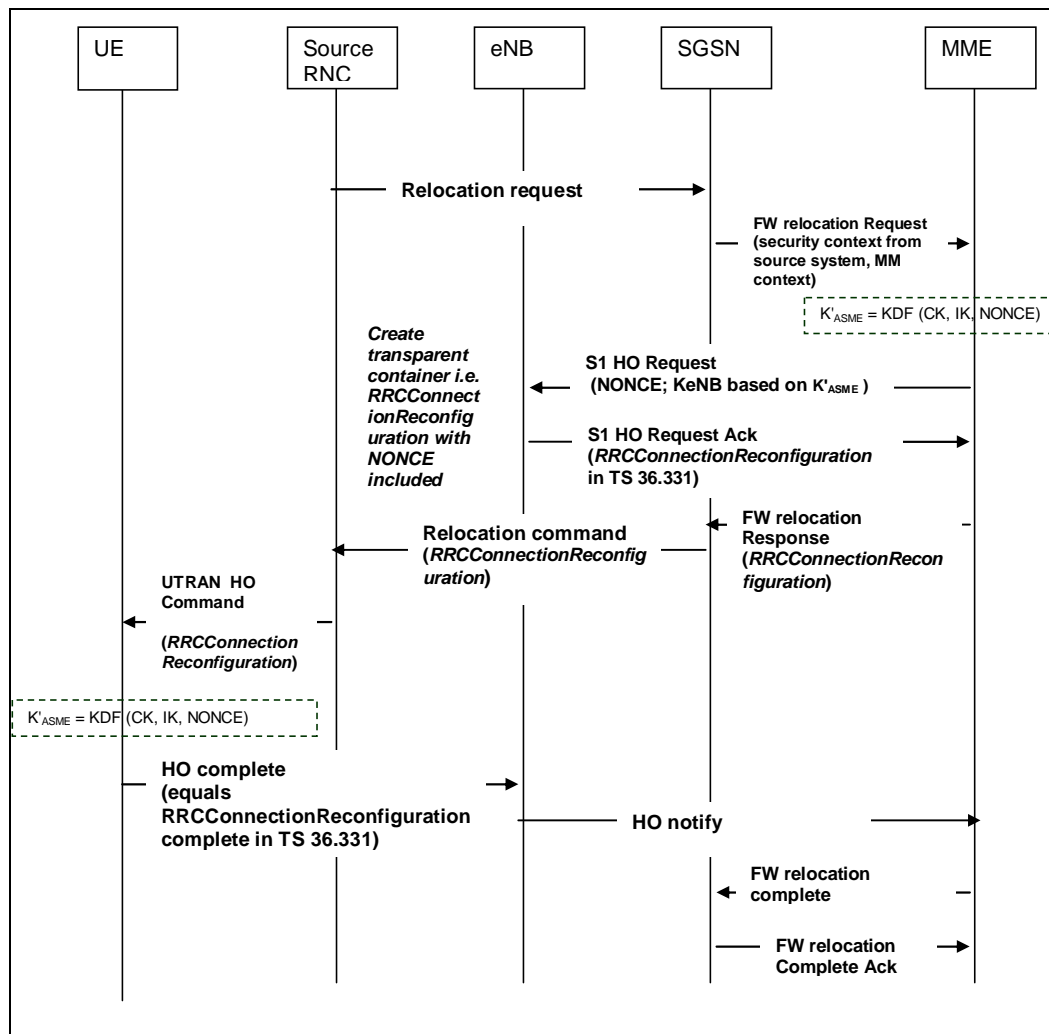 UE
Source
RNC
eNB
SGSN
MME
Relocation request
FW relocation Request
(security context from
source system, MM
context)
K'ASME = KDF (CK, IK, NONCE)
Create
transparent
container i.e.
RRCConnect
ionReconfig
uration with
NONCE
included
S1 HO Request
(NONCE; KeNB based on K'ASME )
S1 HO Request Ack
(RRCConnectionReconfiguration
in TS 36.331)
FW relocation
Response
(RRCConnectionRecon
figuration)
Relocation command
(RRCConnectionReconfig
uration)
UTRAN HO
Command
(RRCConnection
Reconfiguration)
K'ASME = KDF (CK, IK, NONCE)
HO complete
(equals
RRCConnectionReconfiguration
complete in TS 36.331)
HO notify
FW relocation
complete
FW relocation
Complete Ack